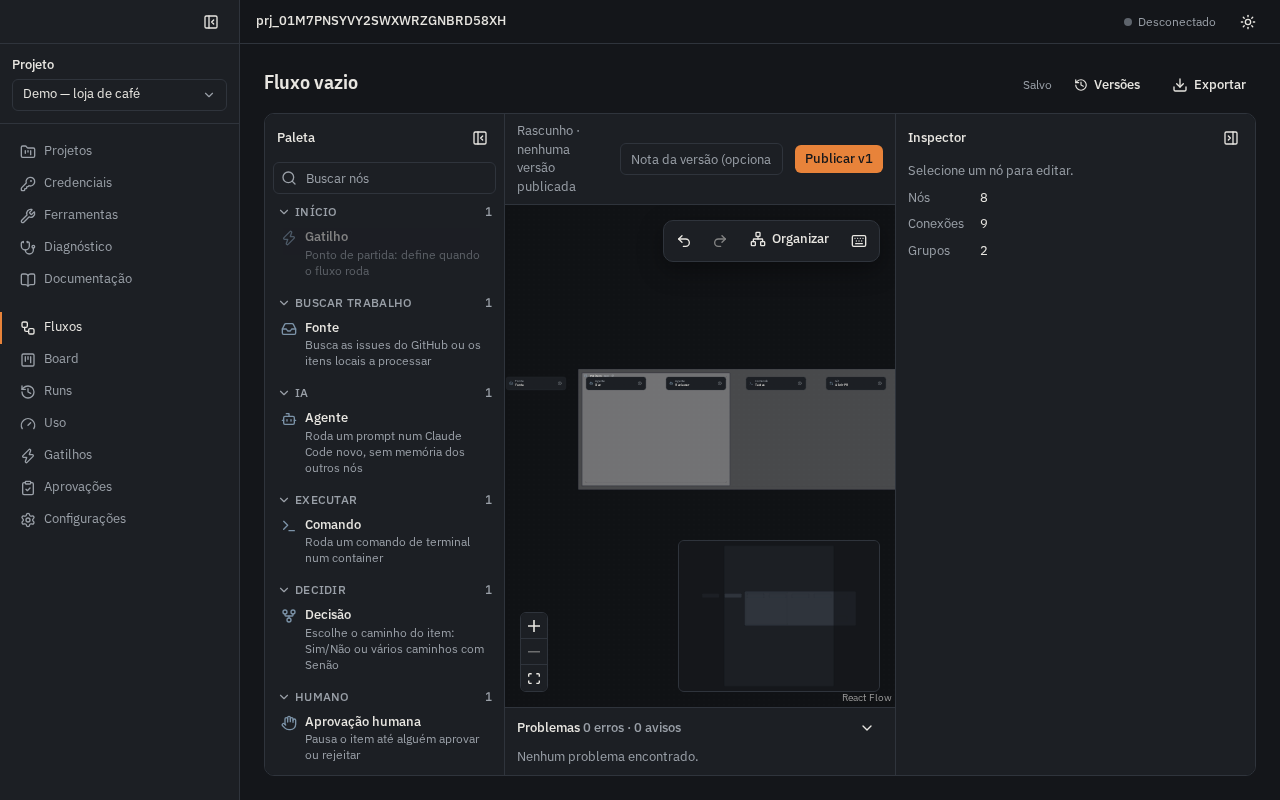 prj_01M7PNSYVY2SWXWRZGNBRD58XH
Desconectado
Projeto
Demo — loja de café
Projetos
Credenciais
Ferramentas
Diagnóstico
Documentação
Fluxos
Board
Runs
Uso
Gatilhos
Aprovações
Configurações
Fluxo vazio
Salvo
Versões
Exportar
Paleta
Buscar nós
INÍCIO 1
Gatilho
Ponto de partida: define quando
o fluxo roda
BUSCAR TRABALHO 1
Fonte
Busca as issues do GitHub ou os
itens locais a processar
IA 1
Agente
Roda um prompt num Claude
Code novo, sem memória dos
outros nós
EXECUTAR 1
Comando
Roda um comando de terminal
num container
DECIDIR 1
Decisão
Escolhe o caminho do item:
Sim/Não ou vários caminhos com
Senão
HUMANO 1
Aprovação humana
Pausa o item até alguém aprovar
ou rejeitar
Rascunho ·
nenhuma
versão
publicada
Nota da versão (opciona
Publicar v1
Organizar
React Flow
Problemas 0 erros · 0 avisos
Nenhum problema encontrado.
Inspector
Selecione um nó para editar.
Nós 8
Conexões 9
Grupos 2